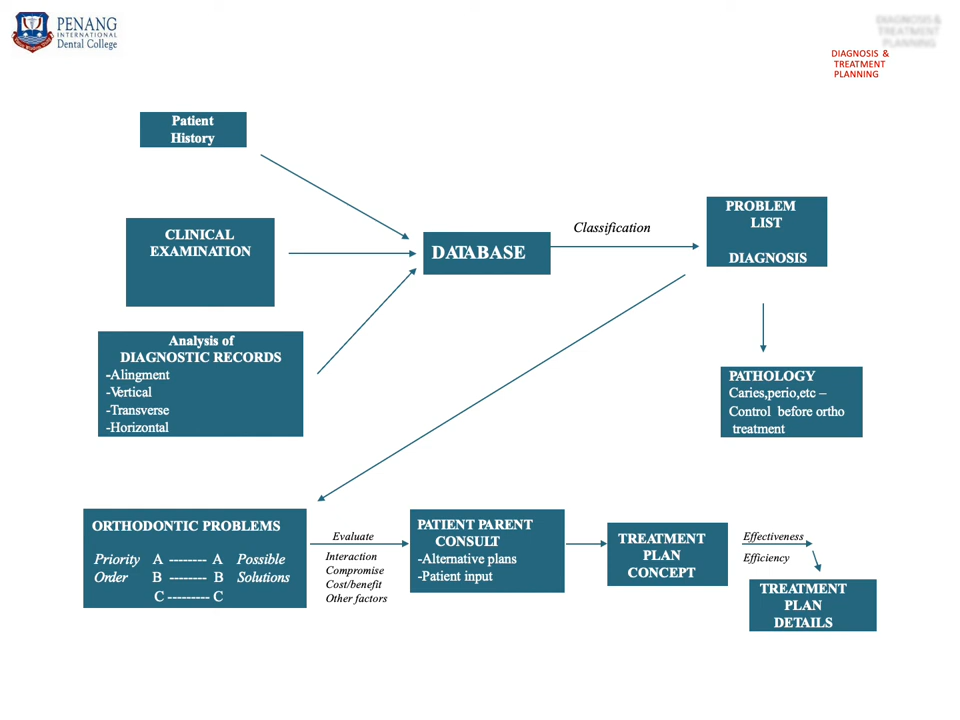 PENANG
INTERNATIONAL
Dental College
DIAGNOSIS &
TREATMENT
PLANNING
DIAGNOSIS &
TREATMENT
PLANNING
Patient
History
CLINICAL
EXAMINATION
Analysis of
DIAGNOSTIC RECORDS
-Alingment
-Vertical
-Transverse
-Horizontal
DATABASE
Classification
PROBLEM
LIST
DIAGNOSIS
PATHOLOGY
Caries,perio,etc –
Control before ortho
treatment
ORTHODONTIC PROBLEMS
Priority A -------- A Possible
Order B -------- B Solutions
C --------- C
Evaluate
Interaction
Compromise
Cost/benefit
Other factors
PATIENT PARENT
CONSULT
-Alternative plans
-Patient input
TREATMENT
PLAN
CONCEPT
Effectiveness
Efficiency
TREATMENT
PLAN
DETAILS